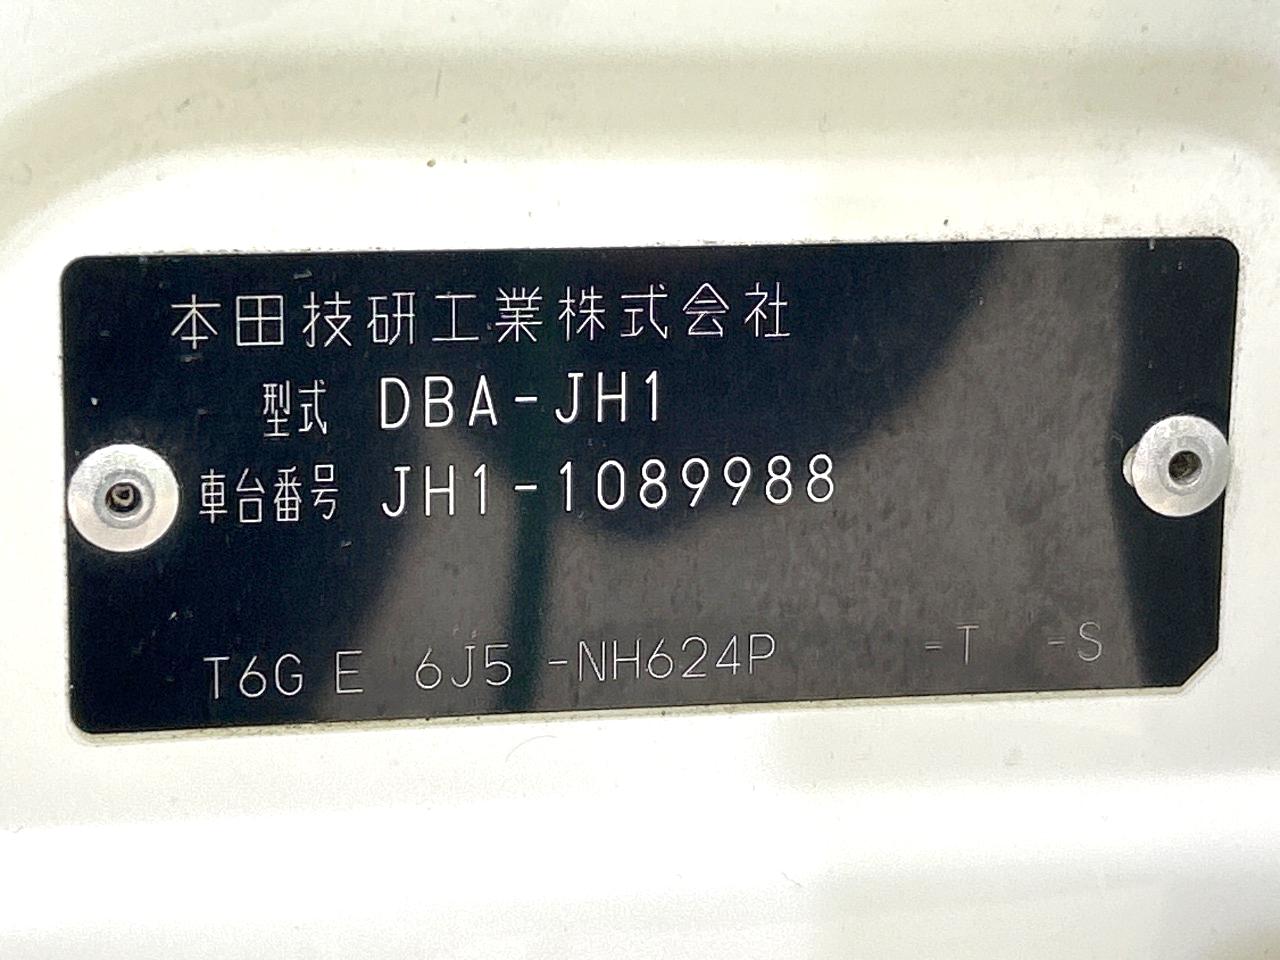 本田技研工業株式会社
型式 DBA-JH1
車台番号 JH1-1089988
T6G E 6J5 -NH624P -T -S